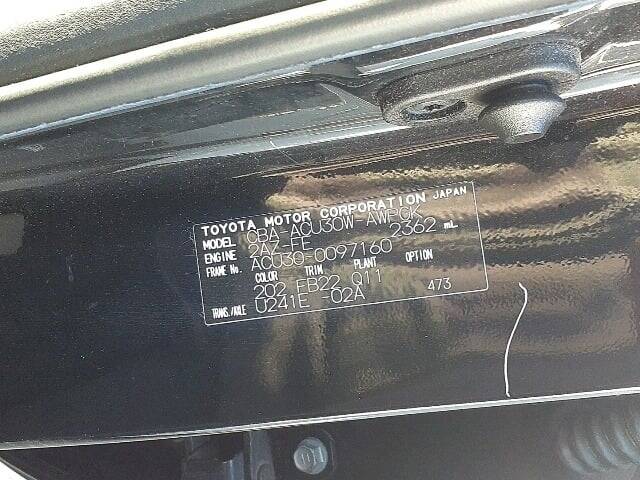 TOYOTA MOTOR CORPORATION JAPAN
MODEL CBA-ACU30W-AWPGK
ENGINE 2AZ-FE 2362 mL
FRAME No. ACU30-0097160
COLOR TRIM PLANT OPTION
202 FB22 Q11
TRANS./AXLE U241E -02A 473